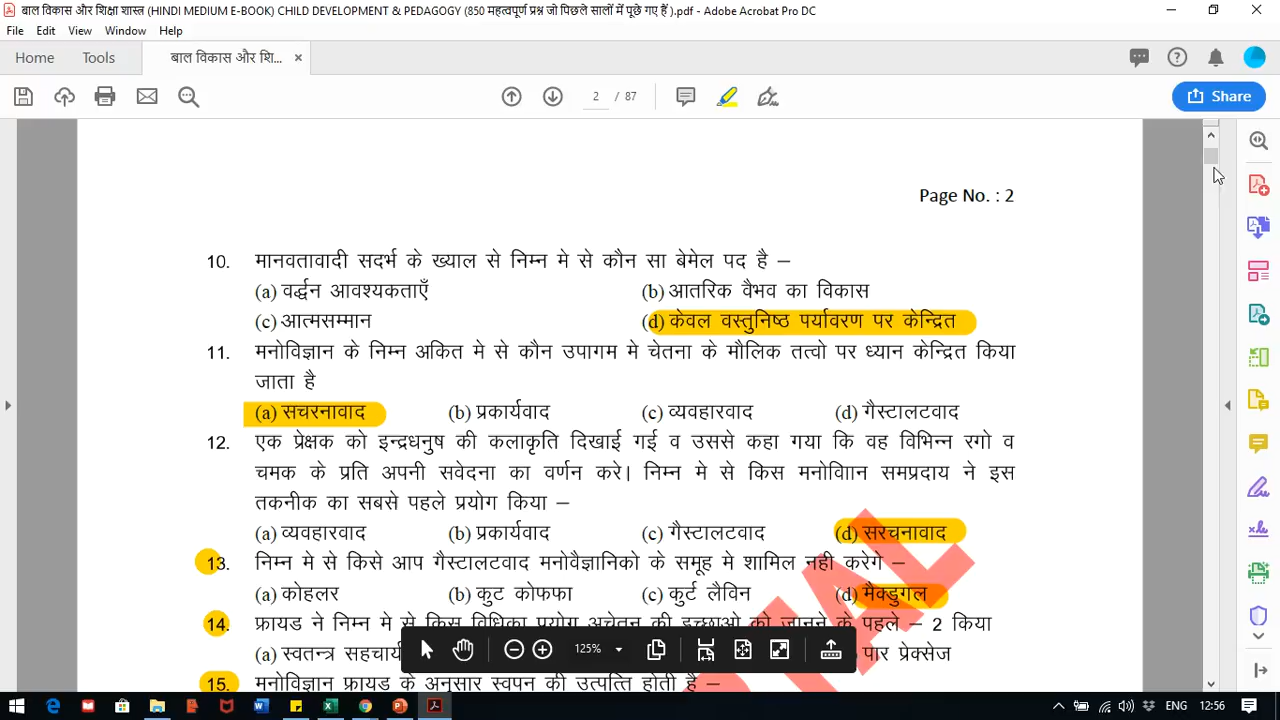 बाल विकास और शिक्षा शास्त्र (HINDI MEDIUM E-BOOK) CHILD DEVELOPMENT & PEDAGOGY (850 महत्वपूर्ण प्रश्न जो पिछले सालों में पूछे गए हैं ).pdf - Adobe Acrobat Pro DC
File Edit View Window Help
Home Tools बाल विकास और शि...
2 / 87 Share
Page No. : 2
10. मानवतावादी सदर्भ के ख्याल से निम्न मे से कौन सा बेमेल पद है –
(a) वर्द्धन आवश्यकताएँ (b) आतरिक वैभव का विकास
(c) आत्मसम्मान (d) केवल वस्तुनिष्ठ पर्यावरण पर केन्द्रित
11. मनोविज्ञान के निम्न अकित मे से कौन उपागम मे चेतना के मौलिक तत्वो पर ध्यान केन्द्रित किया
जाता है
(a) सचरनावाद (b) प्रकार्यवाद (c) व्यवहारवाद (d) गैस्टालटवाद
12. एक प्रेक्षक को इन्द्रधनुष की कलाकृति दिखाई गई व उससे कहा गया कि वह विभिन्न रगो व
चमक के प्रति अपनी सवेदना का वर्णन करे। निम्न मे से किस मनोविाान समप्रदाय ने इस
तकनीक का सबसे पहले प्रयोग किया –
(a) व्यवहारवाद (b) प्रकार्यवाद (c) गैस्टालटवाद (d) सरचनावाद
13. निम्न मे से किसे आप गैस्टालटवाद मनोवैज्ञानिको के समूह मे शामिल नही करेगे –
(a) कोहलर (b) कुट कोफफा (c) कुर्ट लैविन (d) मैक्डुगल
14. फ्रायड ने निम्न मे से किस विधिका प्रयोग अचेतन की इच्छाओ को जानने के पहले – 2 किया
(a) स्वतन्त्र सहचार्य पार प्रेक्सेज
125%
15. मनोविज्ञान फ्रायड के अनुसार स्वपन की उत्पत्ति होती है –
ENG 12:56